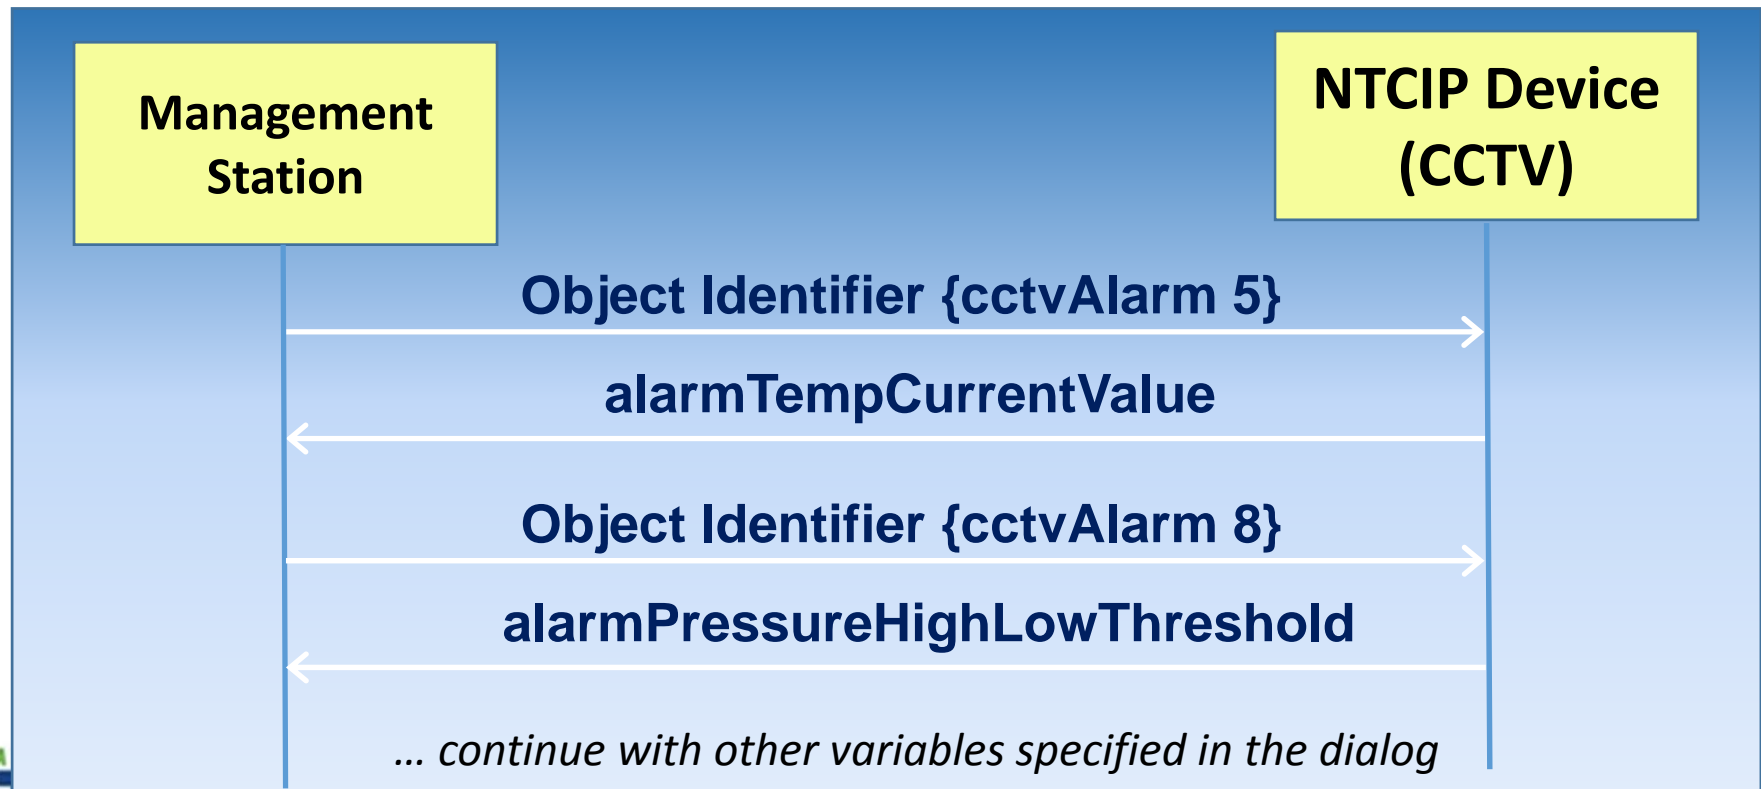 Management
Station
NTCIP Device
(CCTV)
Object Identifier {cctvAlarm 5}
alarmTempCurrentValue
Object Identifier {cctvAlarm 8}
alarmPressureHighLowThreshold
... continue with other variables specified in the dialog